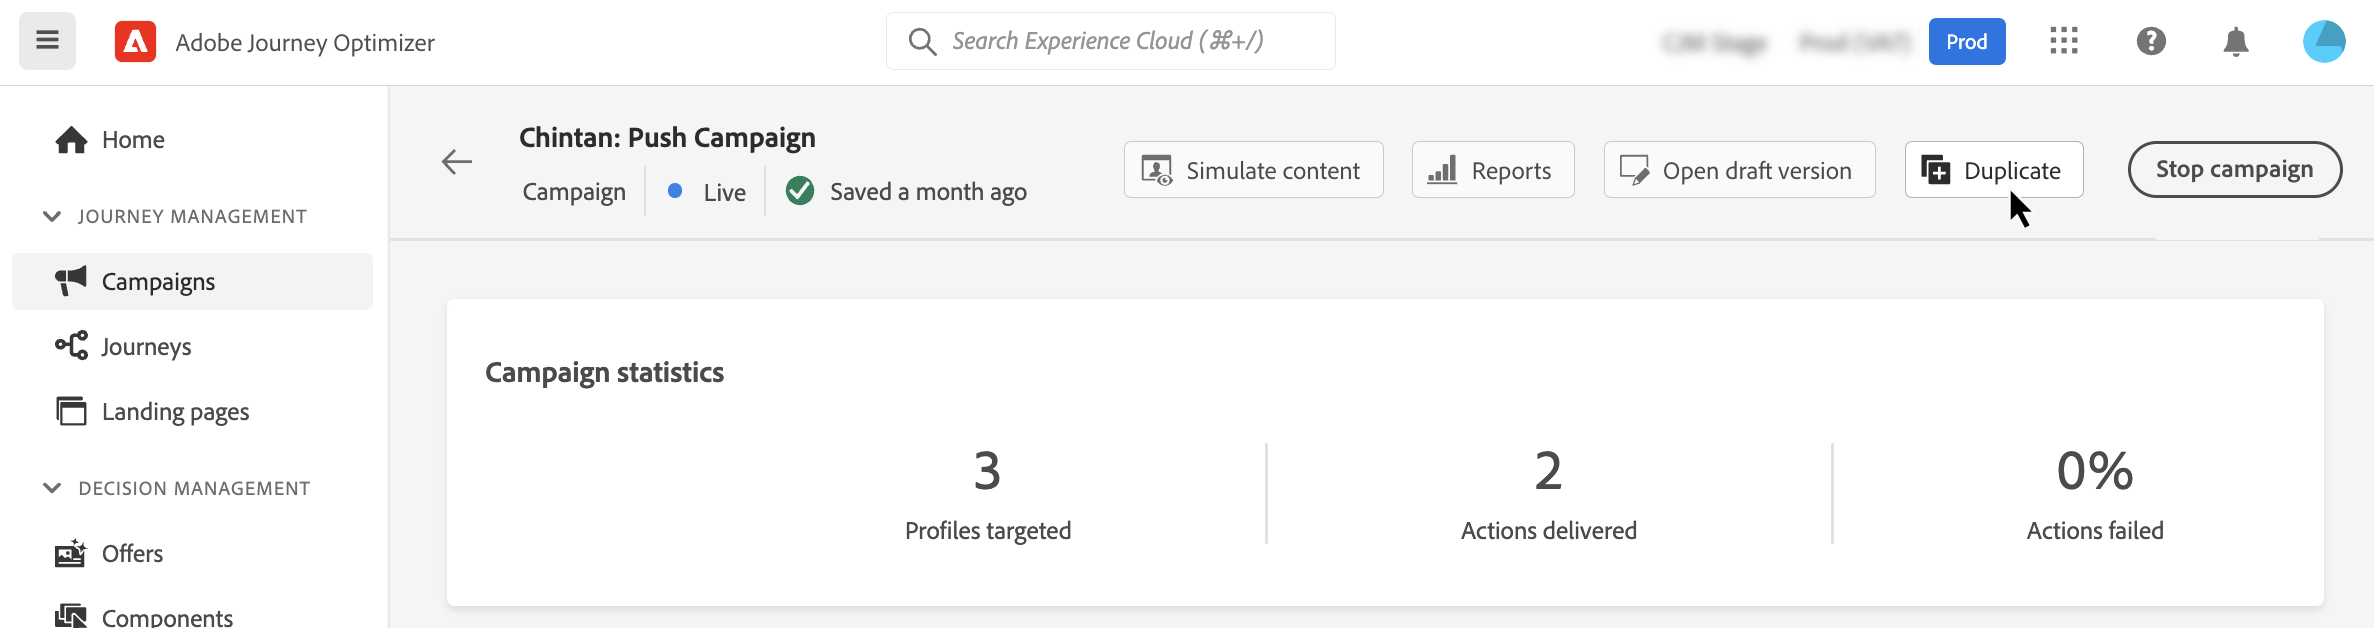 Adobe Journey Optimizer
Search Experience Cloud (⌘+/)
Prod
Home
JOURNEY MANAGEMENT
Campaigns
Journeys
Landing pages
DECISION MANAGEMENT
Offers
Components
Chintan: Push Campaign
Campaign
Live
Saved a month ago
Simulate content
Reports
Open draft version
Duplicate
Stop campaign
Campaign statistics
3
Profiles targeted
2
Actions delivered
0%
Actions failed